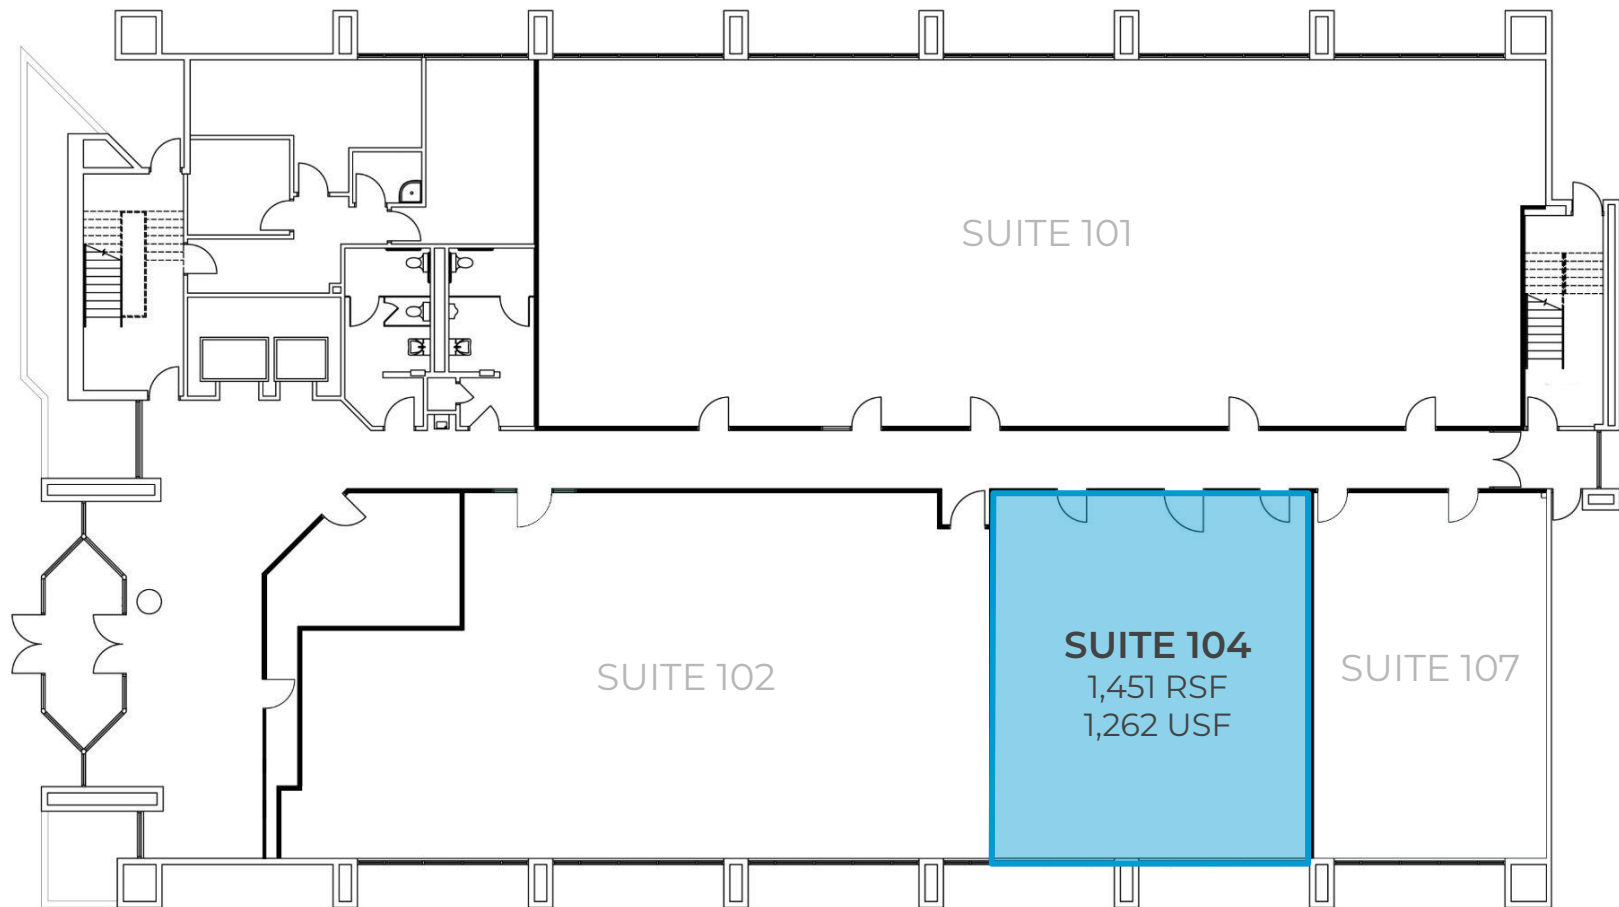 SUITE 101
SUITE 102
SUITE 104
1,451 RSF
1,262 USF
SUITE 107